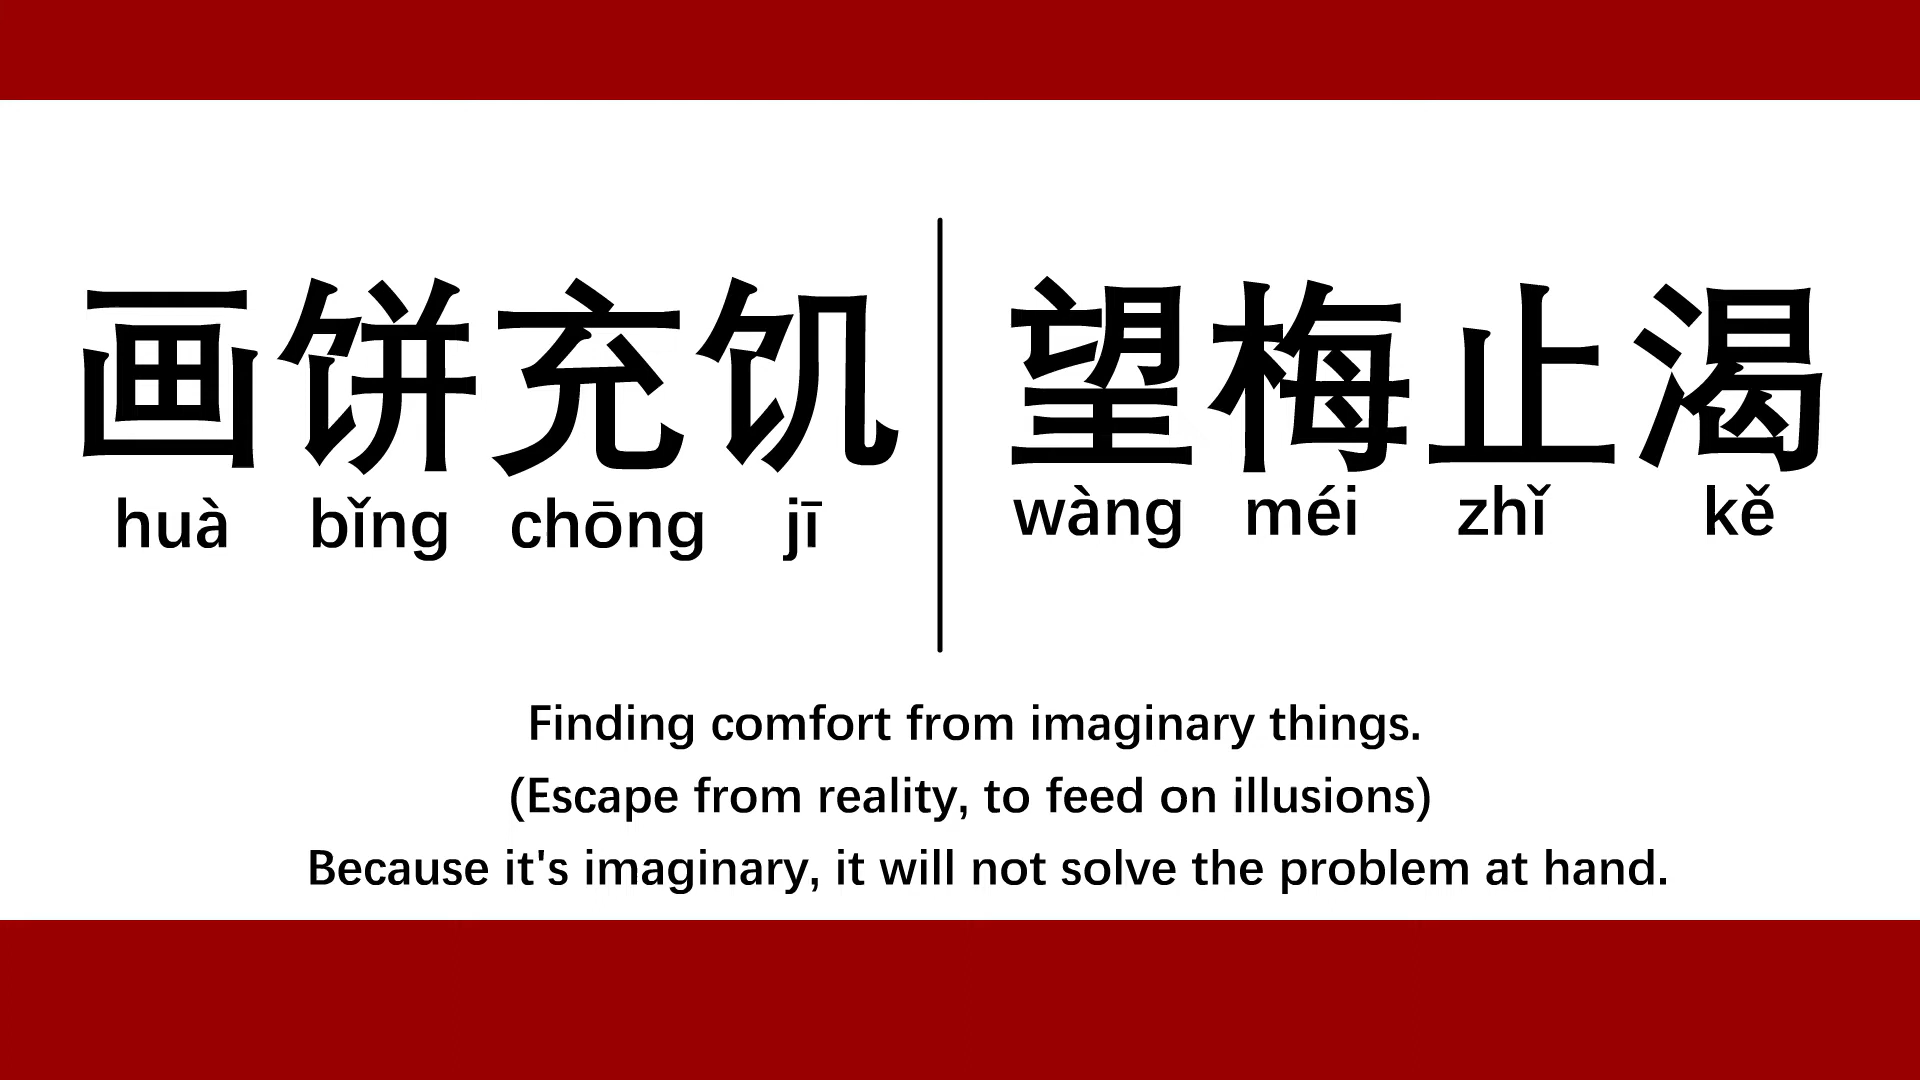 画饼充饥
huà bǐng chōng jī
望梅止渴
wàng méi zhǐ kě
Finding comfort from imaginary things.
(Escape from reality, to feed on illusions)
Because it's imaginary, it will not solve the problem at hand.